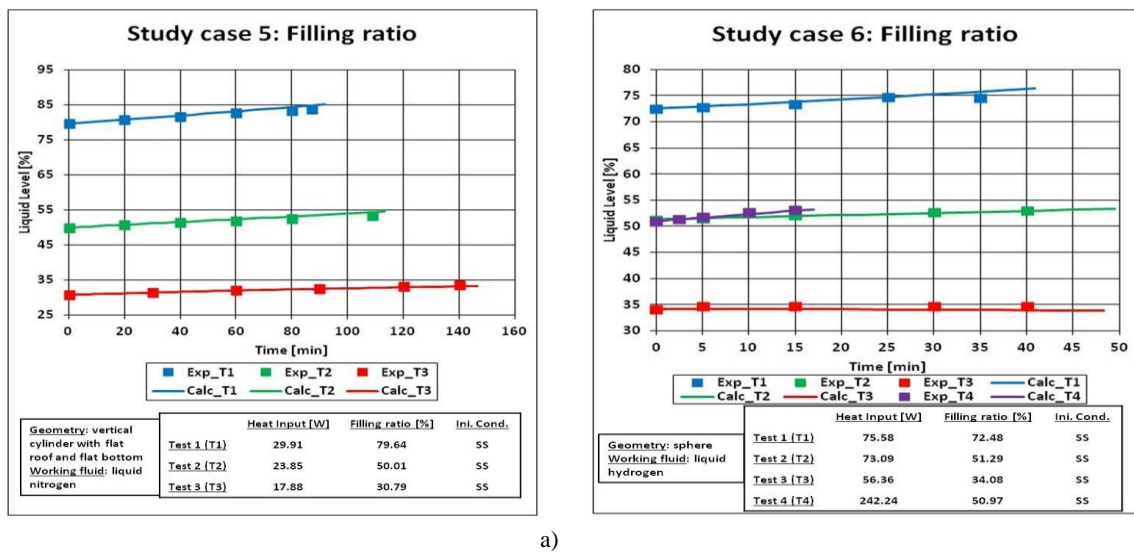 Study case 5: Filling ratio
95
85
75
65
55
45
35
25
Liquid Level [%]
0 20 40 60 80 100 120 140 160
Time [min]
Exp_T1 Exp_T2 Exp_T3
Calc_T1 Calc_T2 Calc_T3
Geometry: vertical
cylinder with flat
roof and flat bottom
Working fluid: liquid
nitrogen
Heat Input [W] Filling ratio [%] Ini. Cond.
Test 1 (T1) 29.91 79.64 SS
Test 2 (T2) 23.85 50.01 SS
Test 3 (T3) 17.88 30.79 SS
Study case 6: Filling ratio
80
75
70
65
60
55
50
45
40
35
30
Liquid Level [%]
0 5 10 15 20 25 30 35 40 45 50
Time [min]
Exp_T1 Exp_T2 Exp_T3 Calc_T1
Calc_T2 Calc_T3 Exp_T4 Calc_T4
Geometry: sphere
Working fluid: liquid
hydrogen
Heat Input [W] Filling ratio [%] Ini. Cond.
Test 1 (T1) 75.58 72.48 SS
Test 2 (T2) 73.09 51.29 SS
Test 3 (T3) 56.36 34.08 SS
Test 4 (T4) 242.24 50.97 SS
a)